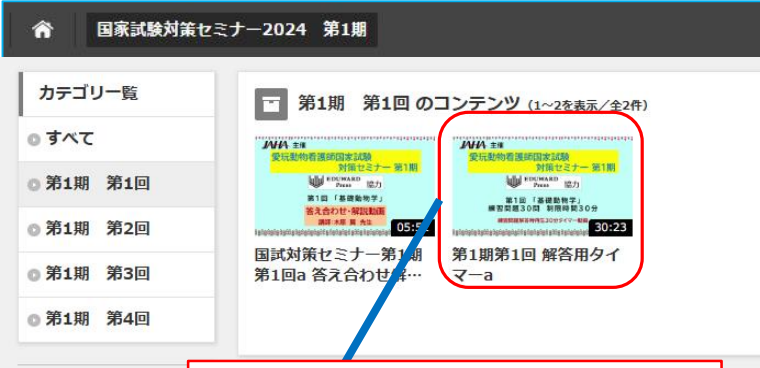 国家試験対策セミナー2024 第1期
カテゴリ一覧
すべて
第1期 第1回
第1期 第2回
第1期 第3回
第1期 第4回
第1期 第1回 のコンテンツ (1~2を表示/全2件)
JAHA 主催
愛玩動物看護師国家試験
対策セミナー 第1期
EDUWARD Press 協力
第1回 「基礎動物学」
答え合わせ・解説動画
05:5
国試対策セミナー第1期
第1回a 答え合わせ解…
JAHA 主催
愛玩動物看護師国家試験
対策セミナー 第1期
EDUWARD Press 協力
第1回 「基礎動物学」
練習問題30問 制限時間30分
30:23
第1期第1回 解答用タイ
マーa